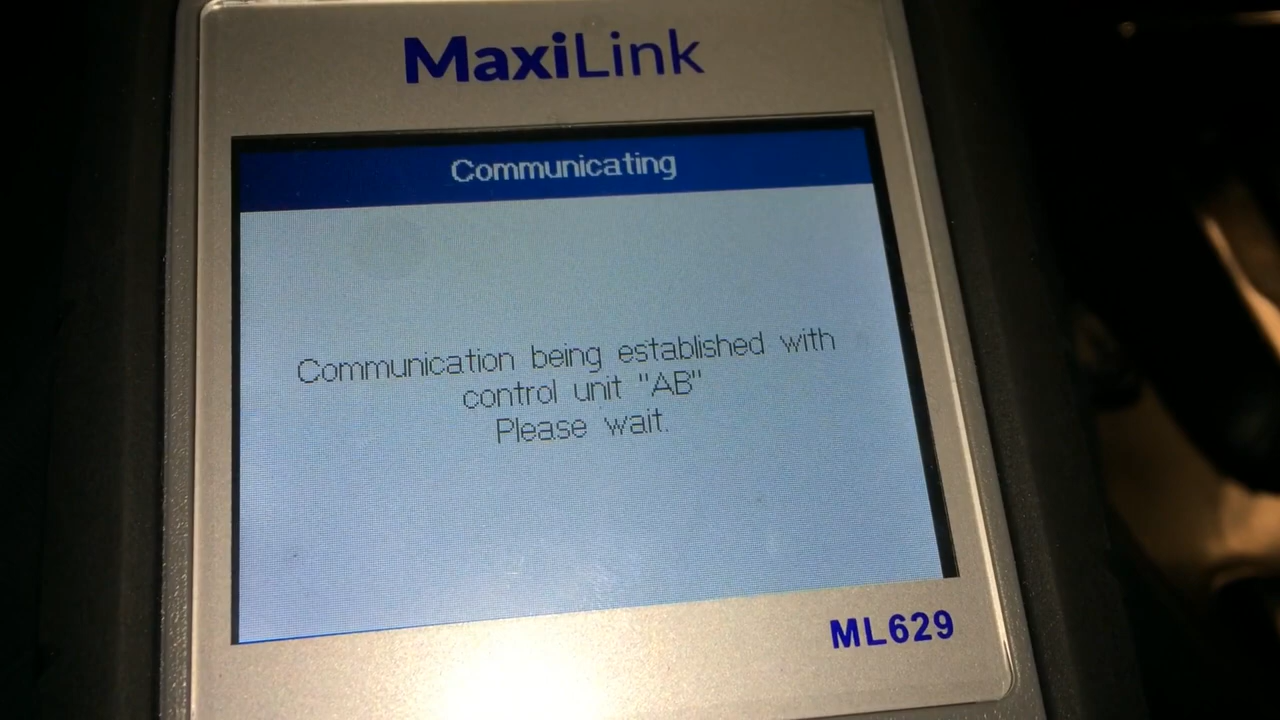 MaxiLink
Communicating
Communication being established with
control unit "AB"
Please wait.
ML629